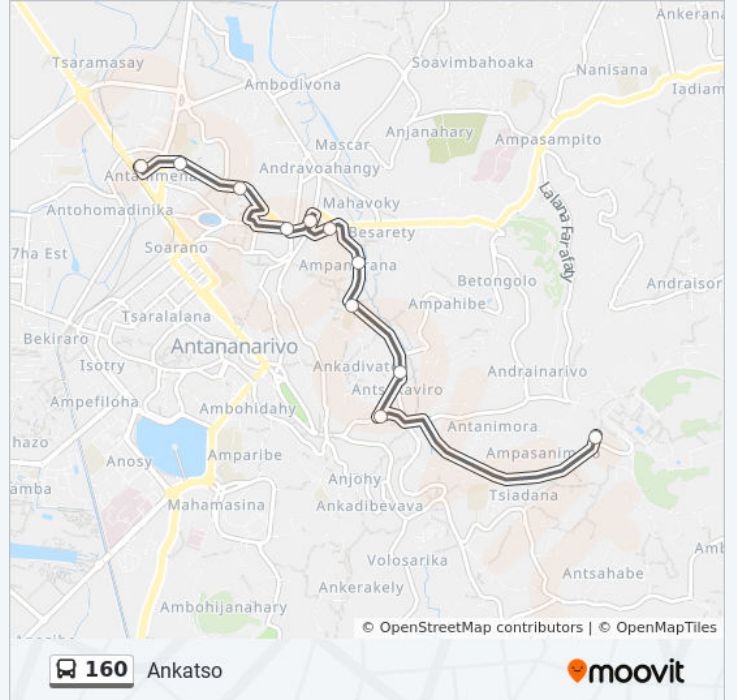 Ankerana
Tsaramasay
Soavimbahoaka
Nanisana
Ambodivona
Iadiam
Anjanahary
Ampasampito
Mascar
Andravoahangy
Antanimena
Mahavoky
Antohomadinika
Besarety
Lalana Farafaty
Soarano
7ha Est
Ampandrana
Betongolo
Andraisor
Ampahibe
Tsaralalana
Bekiraro
Antananarivo
Isotry
Ankadivato
Andrainarivo
Antsakaviro
Ampefiloha
Ambohidahy
Antanimora
hazo
Anosy
Amparibe
Ampasanim
amba
Anjohy
Tsiadana
Mahamasina
Ankadibevava
Amb
Volosarika
Antsahabe
Ankerakely
Ambohijanahary
© OpenStreetMap contributors | © OpenMapTiles
160 Ankatso
moovit